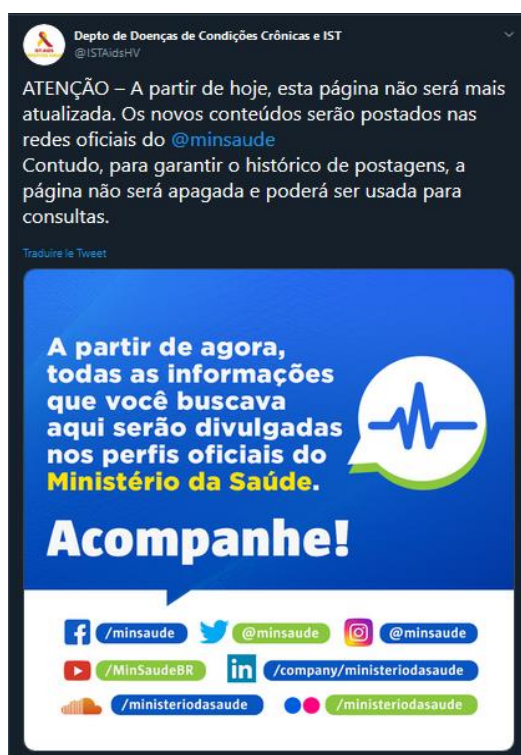 Depto de Doenças de Condições Crônicas e IST
@ISTAidsHV
ATENÇÃO – A partir de hoje, esta página não será mais
atualizada. Os novos conteúdos serão postados nas
redes oficiais do @minsaude
Contudo, para garantir o histórico de postagens, a
página não será apagada e poderá ser usada para
consultas.
Traduire le Tweet
A partir de agora,
todas as informações
que você buscava
aqui serão divulgadas
nos perfis oficiais do
Ministério da Saúde.
Acompanhe!
/minsaude @minsaude @minsaude
/MinSaudeBR in /company/ministeriodasaude
/ministeriodasaude /ministeriodasaude